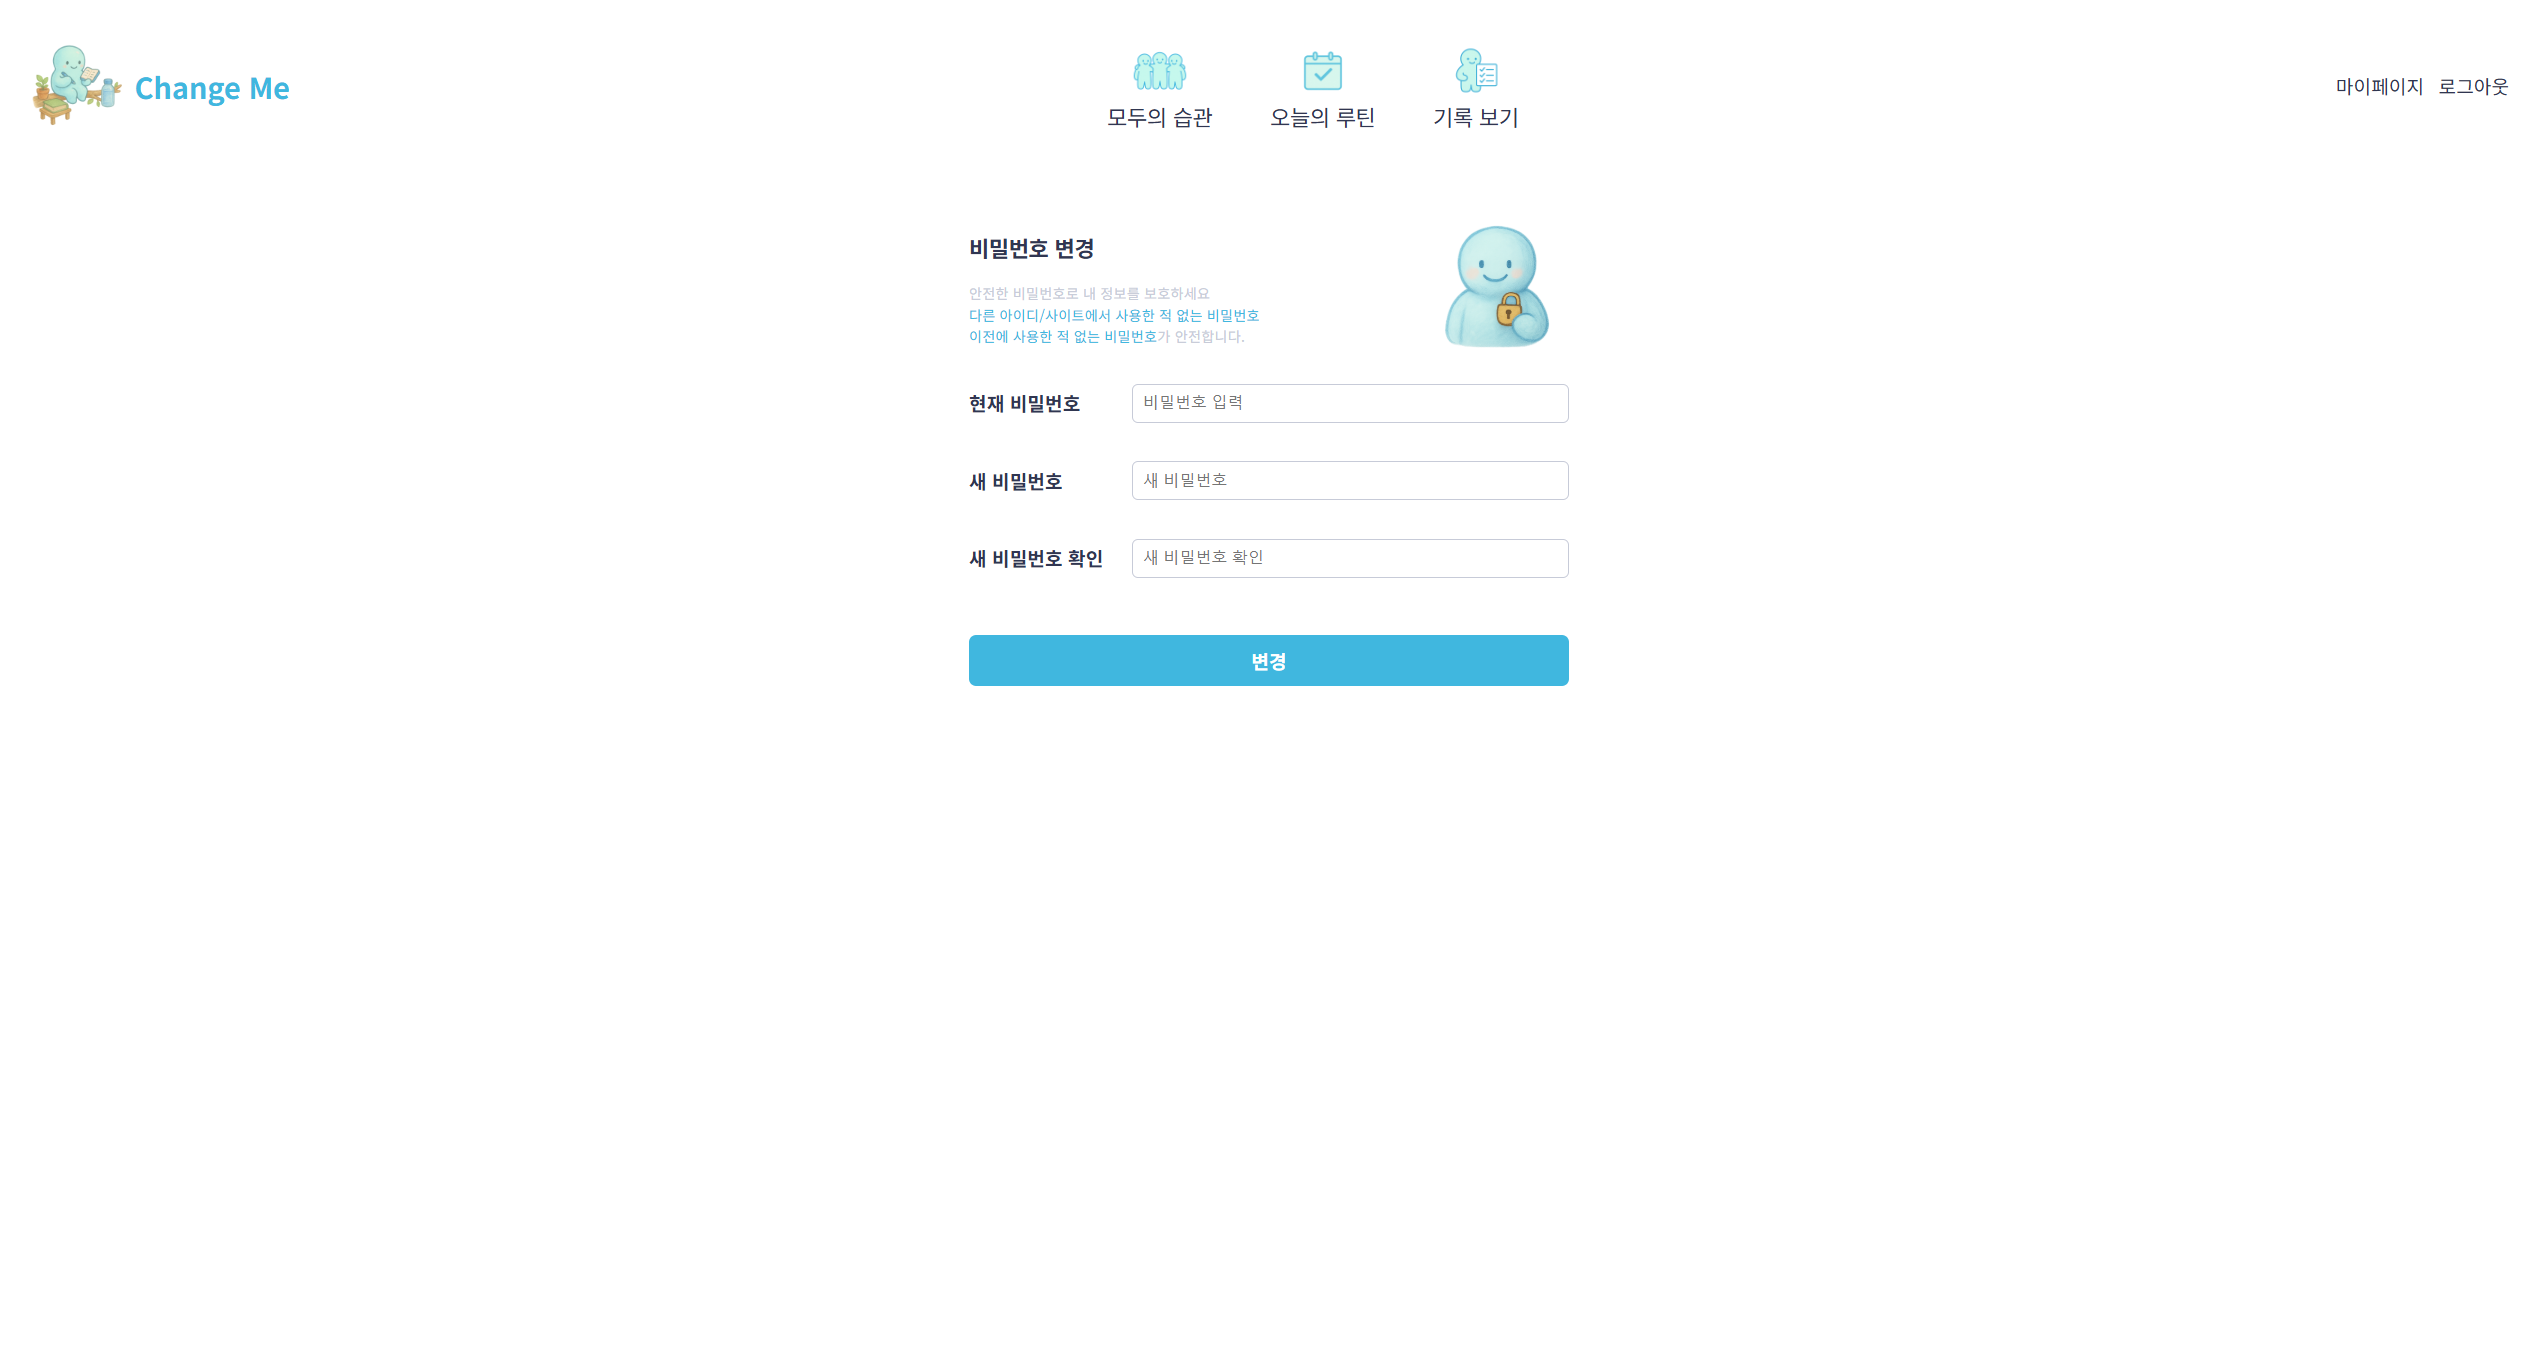 Change Me
모두의 습관
오늘의 루틴
기록 보기
마이페이지 로그아웃
비밀번호 변경
안전한 비밀번호로 내 정보를 보호하세요
다른 아이디/사이트에서 사용한 적 없는 비밀번호
이전에 사용한 적 없는 비밀번호가 안전합니다.
현재 비밀번호
비밀번호 입력
새 비밀번호
새 비밀번호
새 비밀번호 확인
새 비밀번호 확인
변경